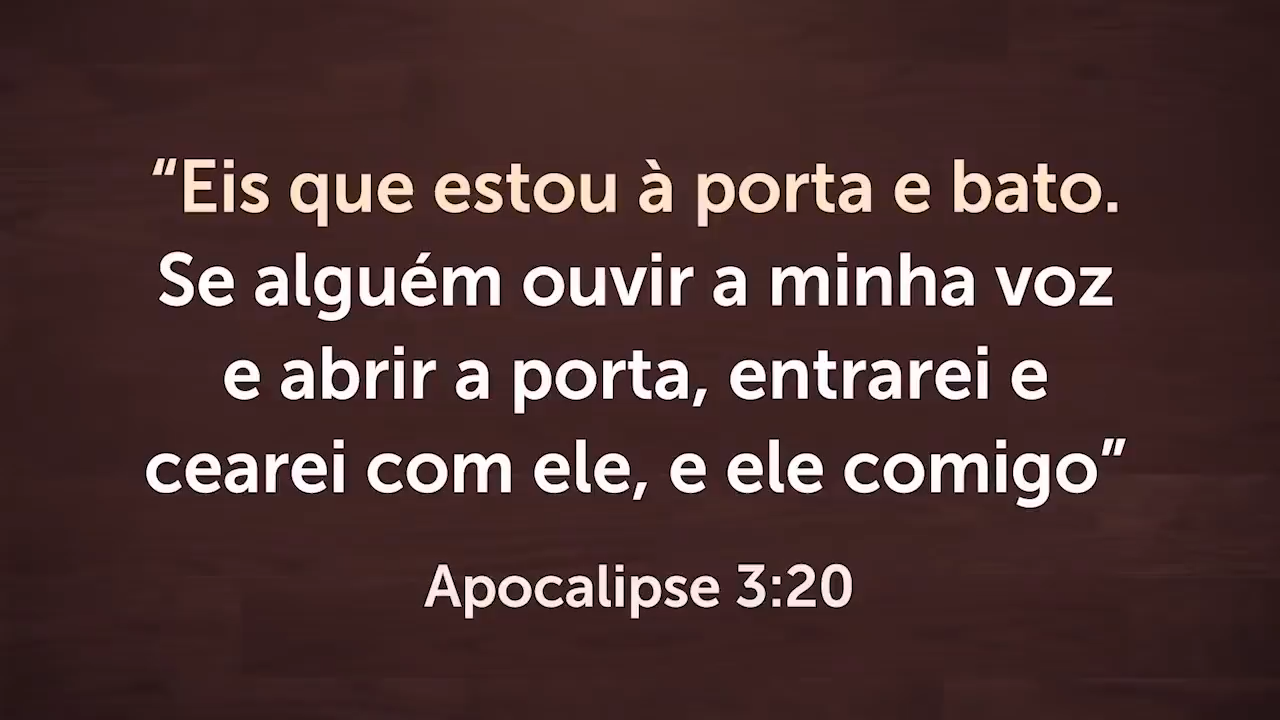 “Eis que estou à porta e bato.
Se alguém ouvir a minha voz
e abrir a porta, entrarei e
cearei com ele, e ele comigo”
Apocalipse 3:20